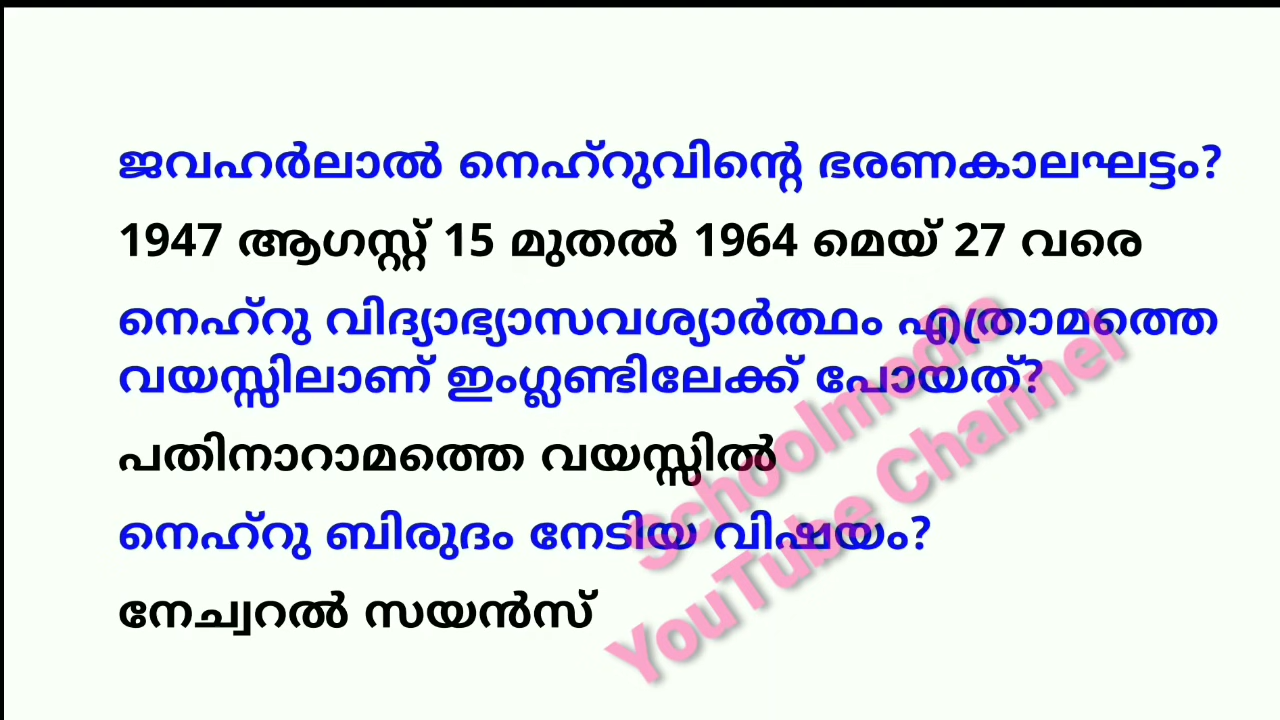 ജവഹർലാൽ നെഹ്റുവിന്റെ ഭരണകാലഘട്ടം?
1947 ആഗസ്റ്റ് 15 മുതൽ 1964 മെയ് 27 വരെ
നെഹ്റു വിദ്യാഭ്യാസവശ്യാർത്ഥം എത്രാമത്തെ
വയസ്സിലാണ് ഇംഗ്ലണ്ടിലേക്ക് പോയത്?
പതിനാറാമത്തെ വയസ്സിൽ
നെഹ്റു ബിരുദം നേടിയ വിഷയം?
നേച്വറൽ സയൻസ്
Schoolmedia
YouTube Channel